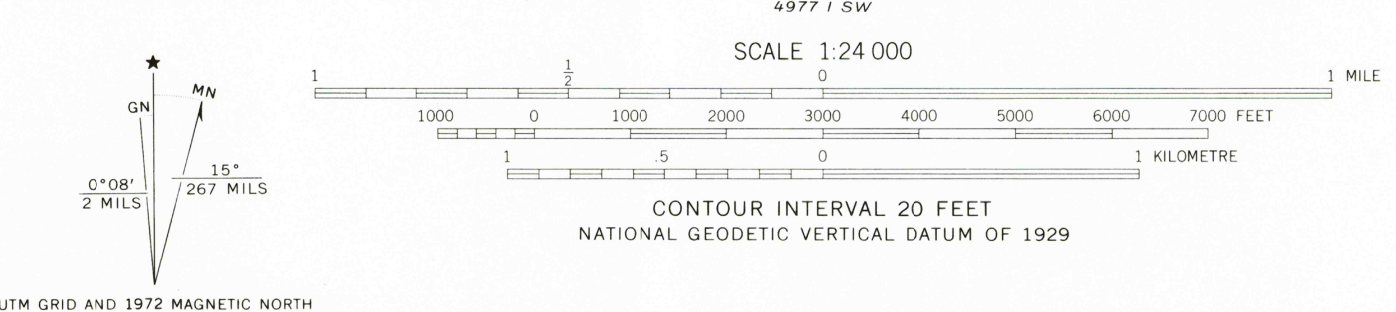 4977 I SW
SCALE 1:24 000
1 1/2 0 1 MILE
1000 0 1000 2000 3000 4000 5000 6000 7000 FEET
1 .5 0 1 KILOMETRE
CONTOUR INTERVAL 20 FEET
NATIONAL GEODETIC VERTICAL DATUM OF 1929
★
GN
MN
0°08′
2 MILS
15°
267 MILS
UTM GRID AND 1972 MAGNETIC NORTH